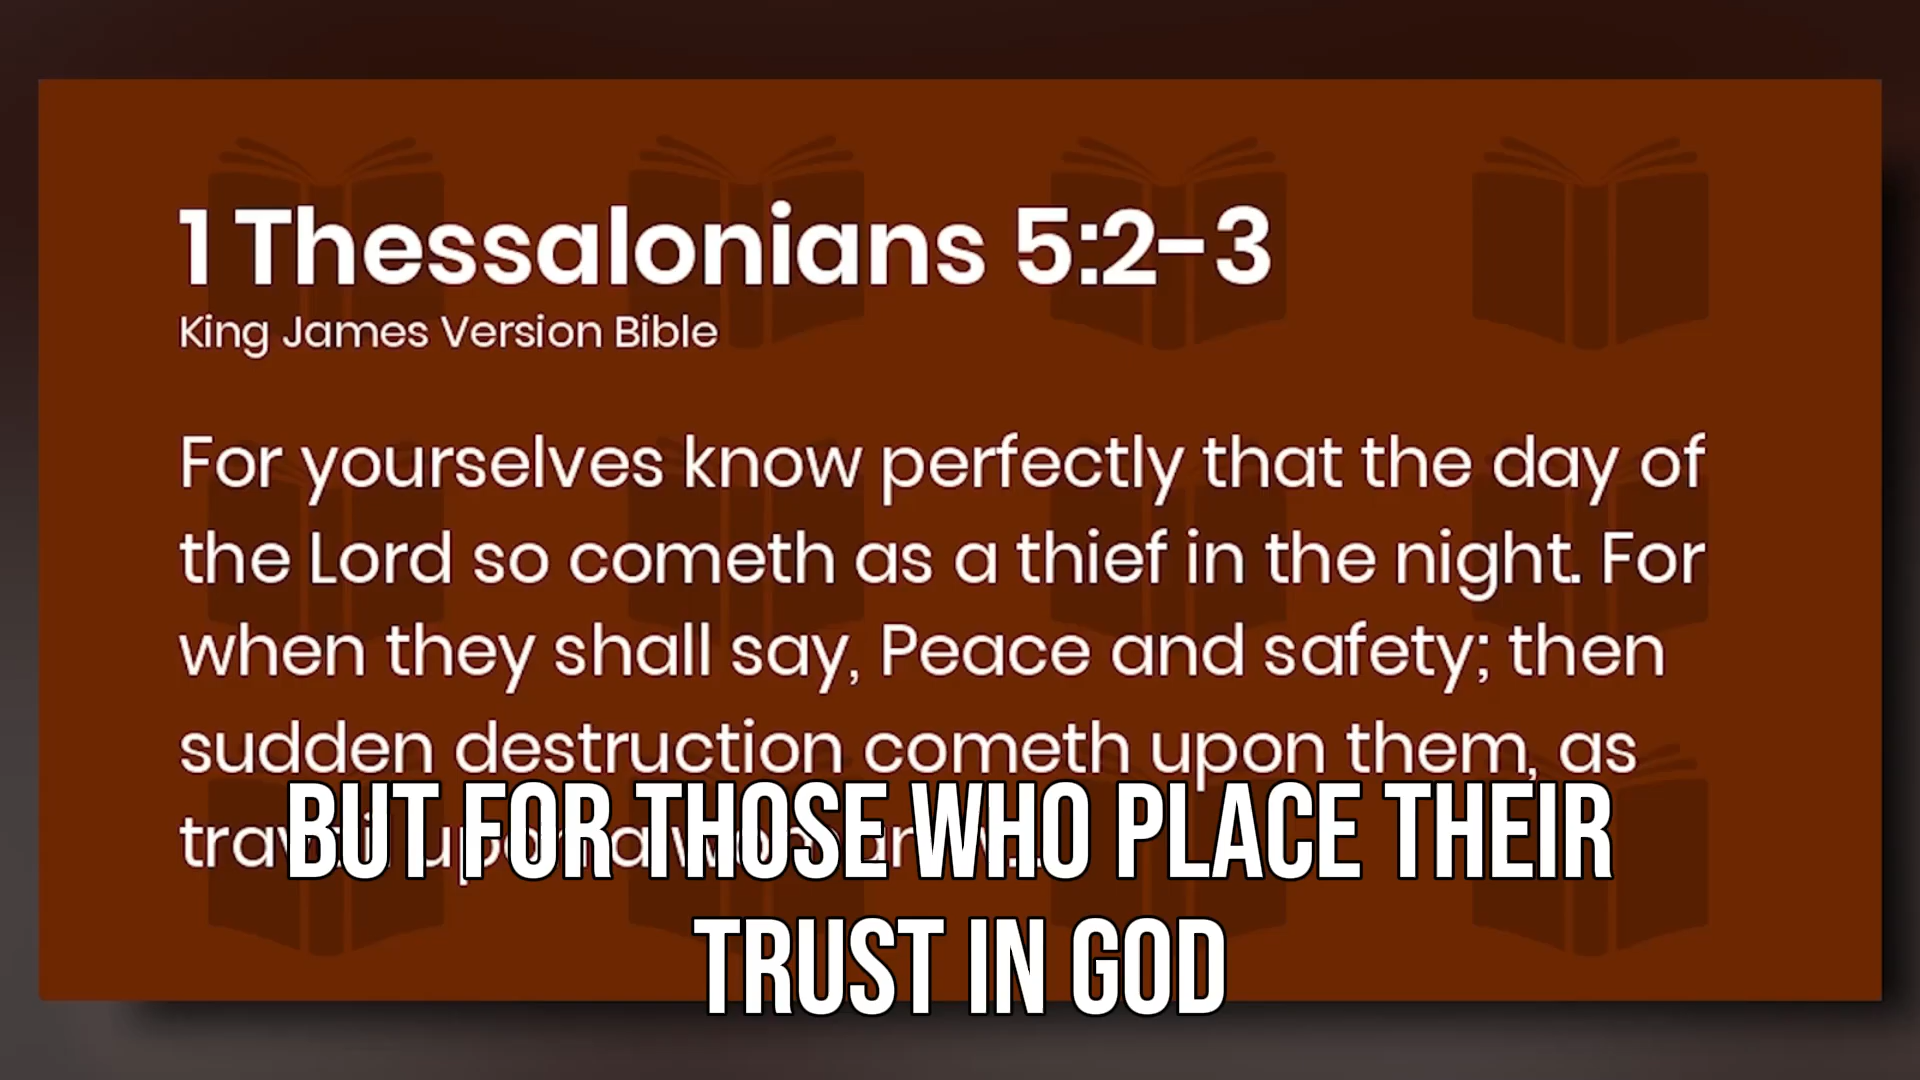 1 Thessalonians 5:2-3
King James Version Bible
For yourselves know perfectly that the day of
the Lord so cometh as a thief in the night. For
when they shall say, Peace and safety; then
sudden destruction cometh upon them, as
upon a
BUT FOR THOSE WHO PLACE THEIR
TRUST IN GOD